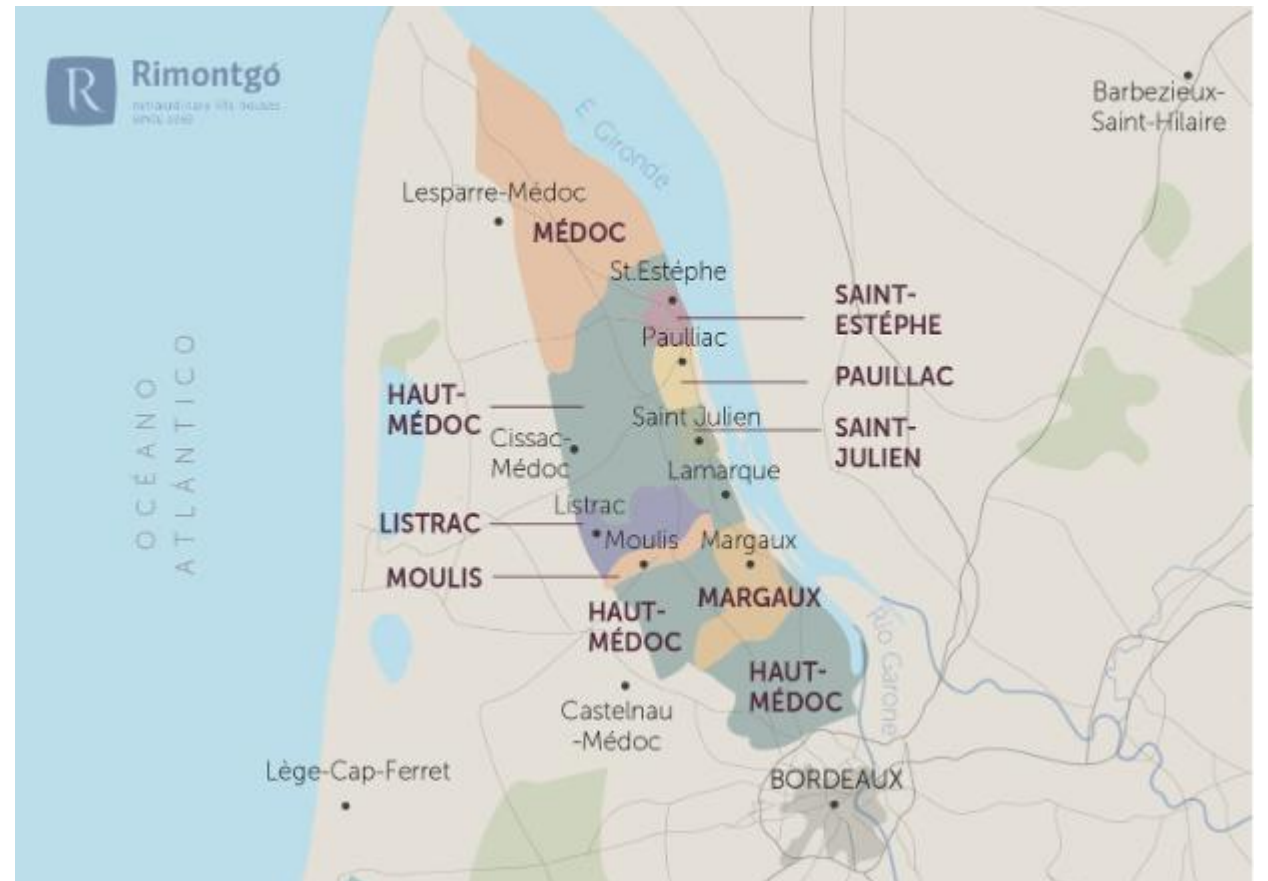 Rimontgó
Barbezieux-
Saint-Hilaire
E. Gironde
Lesparre-Médoc
MÉDOC
St.Estéphe
SAINT-
ESTÉPHE
Paulliac
PAUILLAC
HAUT-
MÉDOC
Saint Julien
SAINT-
JULIEN
Cissac-
Médoc
Lamarque
OCÉANO
ATLÁNTICO
Listrac
LISTRAC
Moulis
Margaux
MOULIS
MARGAUX
HAUT-
MÉDOC
Río Garone
HAUT-
MÉDOC
Castelnau
-Médoc
Lège-Cap-Ferret
BORDEAUX